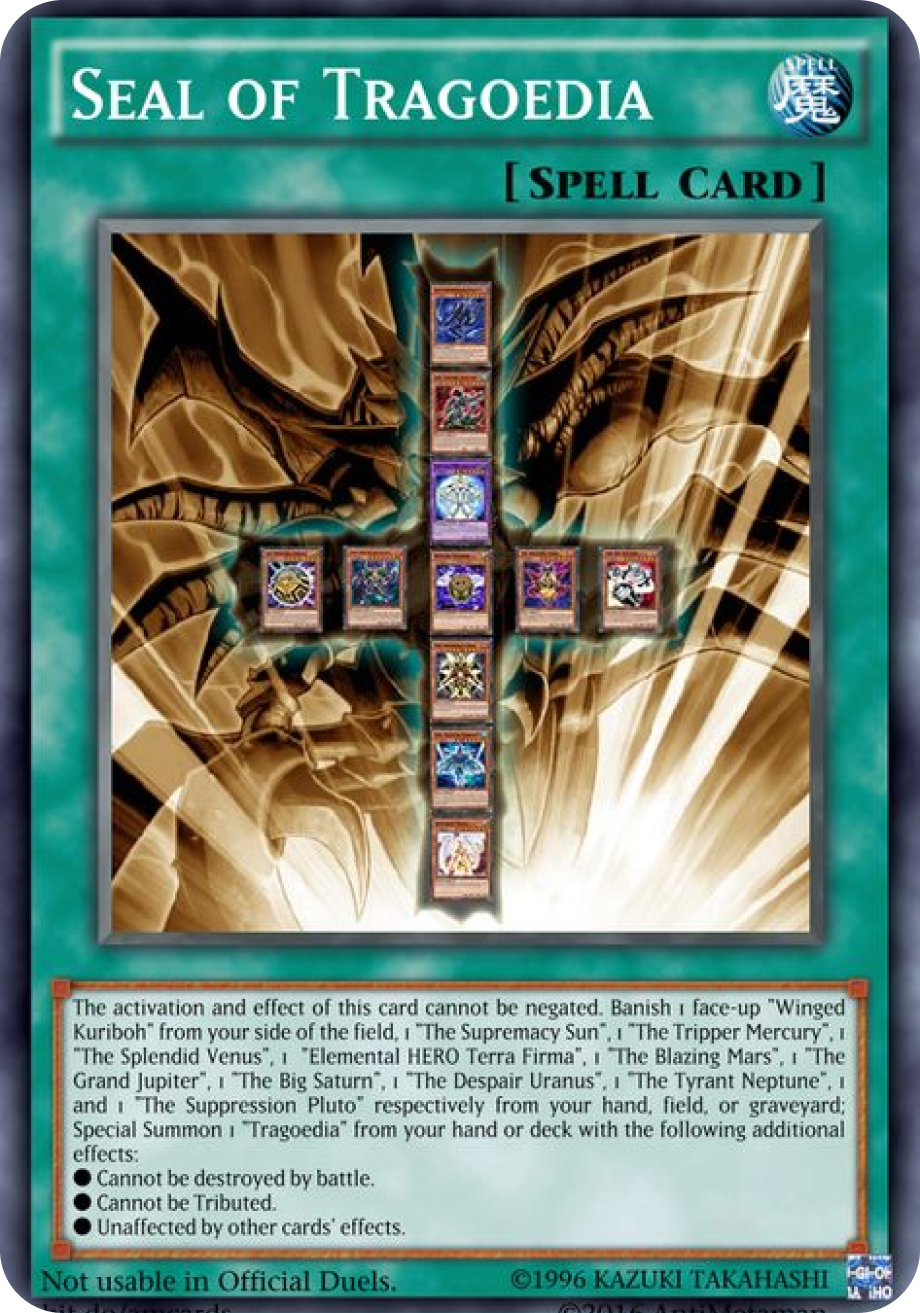 SEAL OF TRAGOEDIA
SPELL
魔
[SPELL CARD]
The activation and effect of this card cannot be negated. Banish 1 face-up "Winged
Kuriboh" from your side of the field, 1 "The Supremacy Sun", 1 "The Tripper Mercury", 1
"The Splendid Venus", 1 "Elemental HERO Terra Firma", 1 "The Blazing Mars", 1 "The
Grand Jupiter", 1 "The Big Saturn", 1 "The Despair Uranus", 1 "The Tyrant Neptune", 1
and 1 "The Suppression Pluto" respectively from your hand, field, or graveyard;
Special Summon 1 "Tragoedia" from your hand or deck with the following additional
effects:
● Cannot be destroyed by battle.
● Cannot be Tributed.
● Unaffected by other cards' effects.
Not usable in Official Duels.
©1996 KAZUKI TAKAHASHI